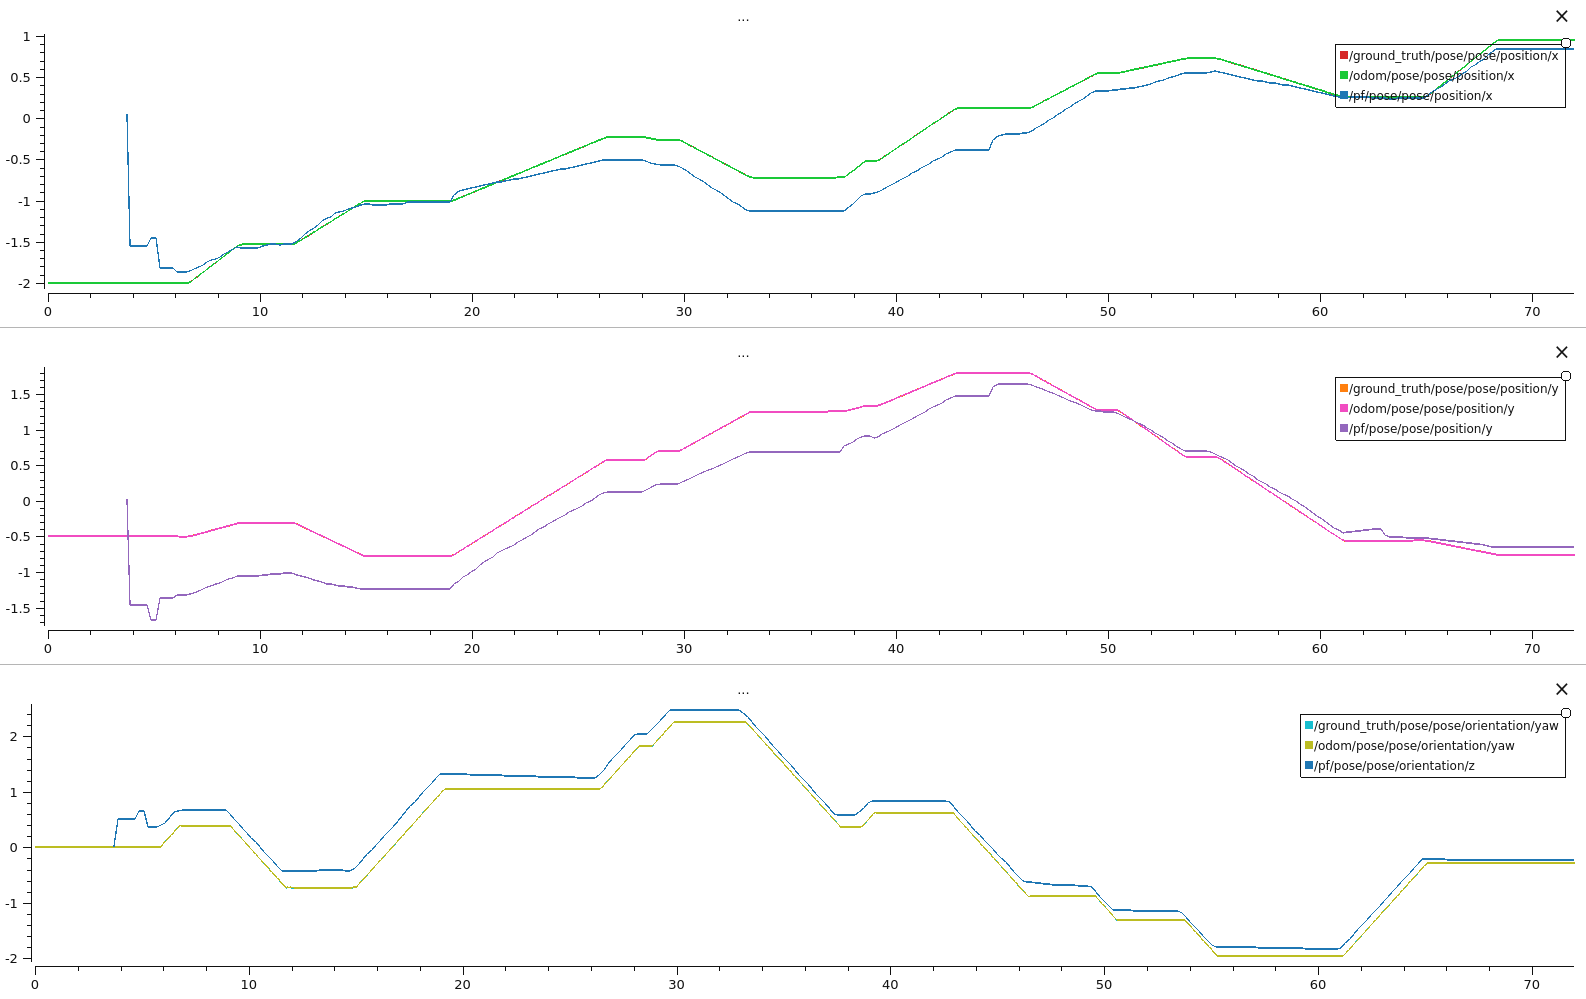 ...
1
0.5
0
-0.5
-1
-1.5
-2
/ground_truth/pose/pose/position/x
/odom/pose/pose/position/x
/pf/pose/pose/position/x
0 10 20 30 40 50 60 70
...
1.5
1
0.5
0
-0.5
-1
-1.5
/ground_truth/pose/pose/position/y
/odom/pose/pose/position/y
/pf/pose/pose/position/y
0 10 20 30 40 50 60 70
...
2
1
0
-1
-2
/ground_truth/pose/pose/orientation/yaw
/odom/pose/pose/orientation/yaw
/pf/pose/pose/orientation/z
0 10 20 30 40 50 60 70